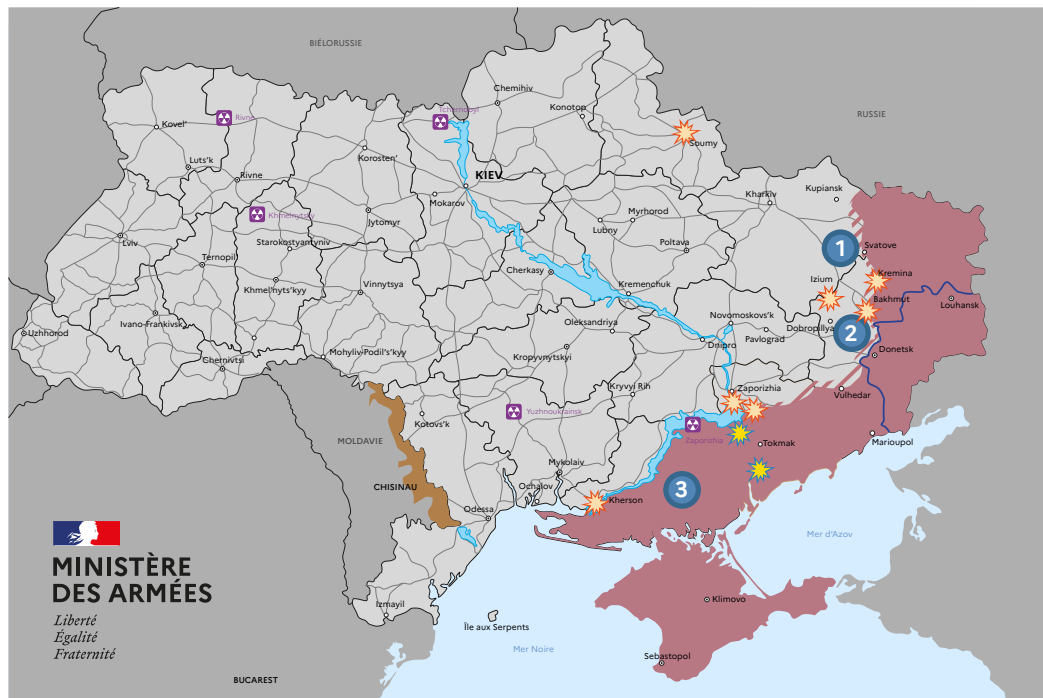 BIÉLORUSSIE
RUSSIE
Chemihiv
Konotop
Tchernobyl
Rivne
Kovel'
Soumy
Korosten'
Luts'k
Rivne
KIEV
Kharkiv
Kupiansk
Mokarov
Khmelnytsky
Jytomyr
Myrhorod
Lubny
Lviv
Starokostyantyniv
Poltava
1
Svatove
Ternopil
Cherkasy
Izium
Kremina
Khmel'nyts'kyy
Vinnytsya
Kremenchuk
Bakhmut
Louhansk
Novomoskovs'k
Ivano-Frankivsk
Oleksandriya
Dobropillya
2
Uzhhorod
Pavlograd
Dnipro
Donetsk
Mohyliv-Podil's'kyy
Kropyvnytskyi
Chernivtsi
Kryvyi Rih
Zaporizhia
Vulhedar
Yuzhnoukrainsk
Kotovs'k
MOLDAVIE
Zaporizhia
Tokmak
Marioupol
Mykolaiv
CHISINAU
Ochalov
3
Kherson
Odessa
Mer d'Azov
MINISTÈRE
DES ARMÉES
Liberté
Égalité
Fraternité
Izmayil
Klimovo
Île aux Serpents
Mer Noire
Sebastopol
BUCAREST